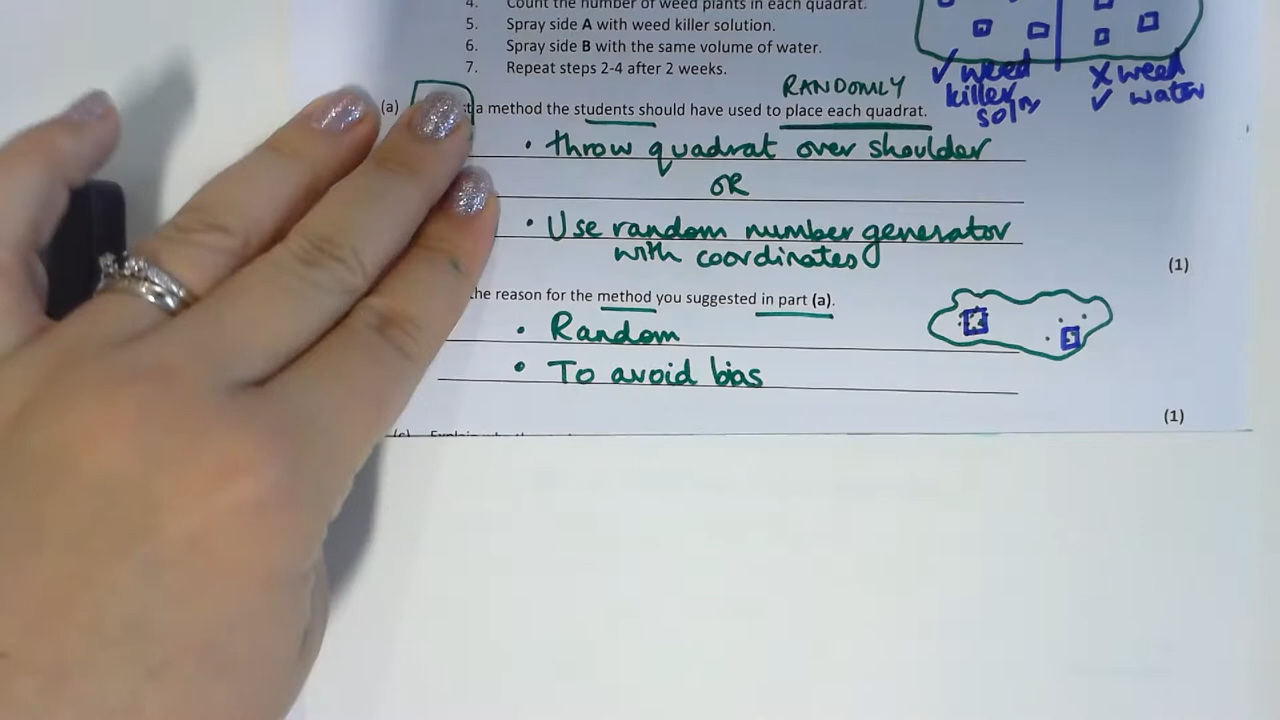 4. Count the number of weed plants in each quadrat.
5. Spray side A with weed killer solution.
6. Spray side B with the same volume of water.
7. Repeat steps 2-4 after 2 weeks.
✓ weed killer soln
X weed
✓ water
RANDOMLY
(a) a method the students should have used to place each quadrat.
• throw quadrat over shoulder
OR
• Use random number generator
with coordinates
(1)
the reason for the method you suggested in part (a).
• Random
• To avoid bias
(1)